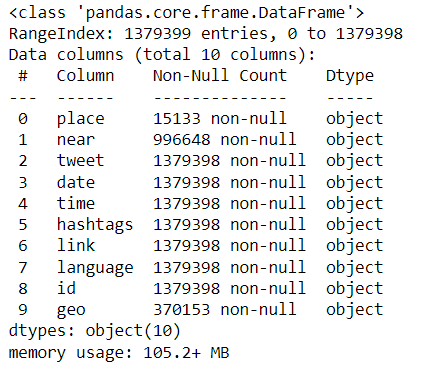 <class 'pandas.core.frame.DataFrame'>
RangeIndex: 1379399 entries, 0 to 1379398
Data columns (total 10 columns):
 #   Column    Non-Null Count    Dtype
---  ------    --------------    -----
 0   place     15133 non-null    object
 1   near      996648 non-null   object
 2   tweet     1379398 non-null  object
 3   date      1379398 non-null  object
 4   time      1379398 non-null  object
 5   hashtags  1379398 non-null  object
 6   link      1379398 non-null  object
 7   language  1379398 non-null  object
 8   id        1379398 non-null  object
 9   geo       370153 non-null   object
dtypes: object(10)
memory usage: 105.2+ MB